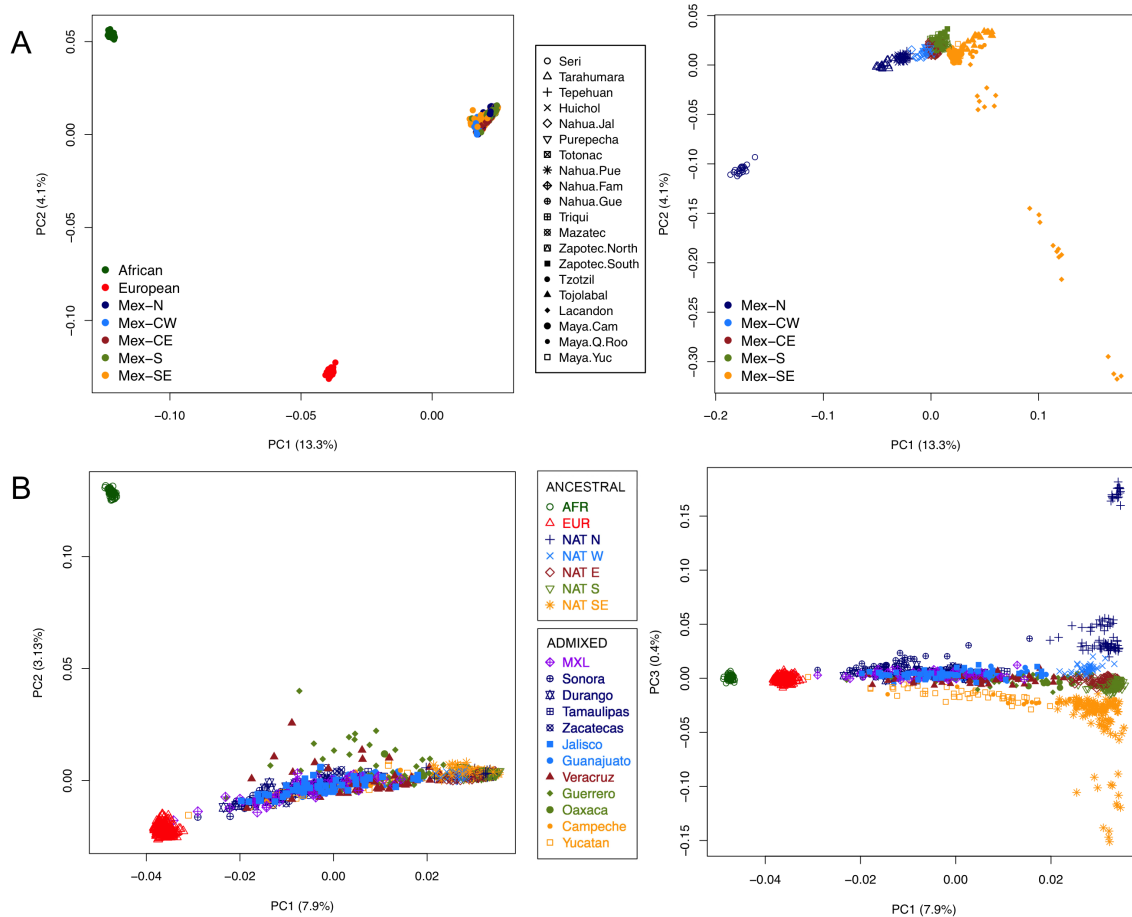 A
0.05
0.00
−0.05
−0.10
PC2 (4.1%)
African
European
Mex−N
Mex−CW
Mex−CE
Mex−S
Mex−SE
−0.10
−0.05
0.00
PC1 (13.3%)
Seri
Tarahumara
Tepehuan
Huichol
Nahua.Jal
Purepecha
Totonac
Nahua.Pue
Nahua.Fam
Nahua.Gue
Triqui
Mazatec
Zapotec.North
Zapotec.South
Tzotzil
Tojolabal
Lacandon
Maya.Cam
Maya.Q.Roo
Maya.Yuc
0.05
0.00
−0.05
−0.10
−0.15
−0.20
−0.25
−0.30
PC2 (4.1%)
Mex−N
Mex−CW
Mex−CE
Mex−S
Mex−SE
−0.2
−0.1
0.0
0.1
PC1 (13.3%)
B
0.10
0.05
0.00
PC2 (3.13%)
−0.04
−0.02
0.00
0.02
PC1 (7.9%)
ANCESTRAL
AFR
EUR
NAT N
NAT W
NAT E
NAT S
NAT SE
ADMIXED
MXL
Sonora
Durango
Tamaulipas
Zacatecas
Jalisco
Guanajuato
Veracruz
Guerrero
Oaxaca
Campeche
Yucatan
0.15
0.10
0.05
0.00
−0.05
−0.10
−0.15
PC3 (0.4%)
−0.04
−0.02
0.00
0.02
PC1 (7.9%)